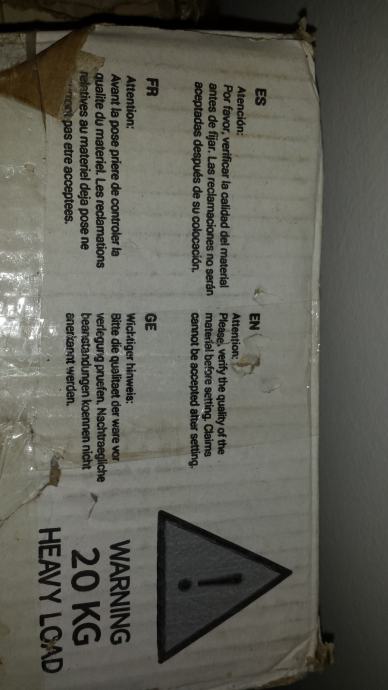 ES
Atención:
Por favor, verificar la calidad del material
antes de fijar. Las reclamaciones no serán
aceptadas después de su colocación.
EN
Attention:
Please, verify the quality of the
material before setting. Claims
cannot be accepted after setting.
FR
Attention:
Avant la pose priere de controler la
qualite du materiel. Les reclamations
relatives au materiel deja pose ne
pas etre acceptees.
GE
Wichtiger hinweis:
Bitte die qualitaet der ware vor
verlegung pruefen. Nachtraegliche
beanstandungen koennen nicht
anerkannt werden.
WARNING
20 KG
HEAVY LOAD